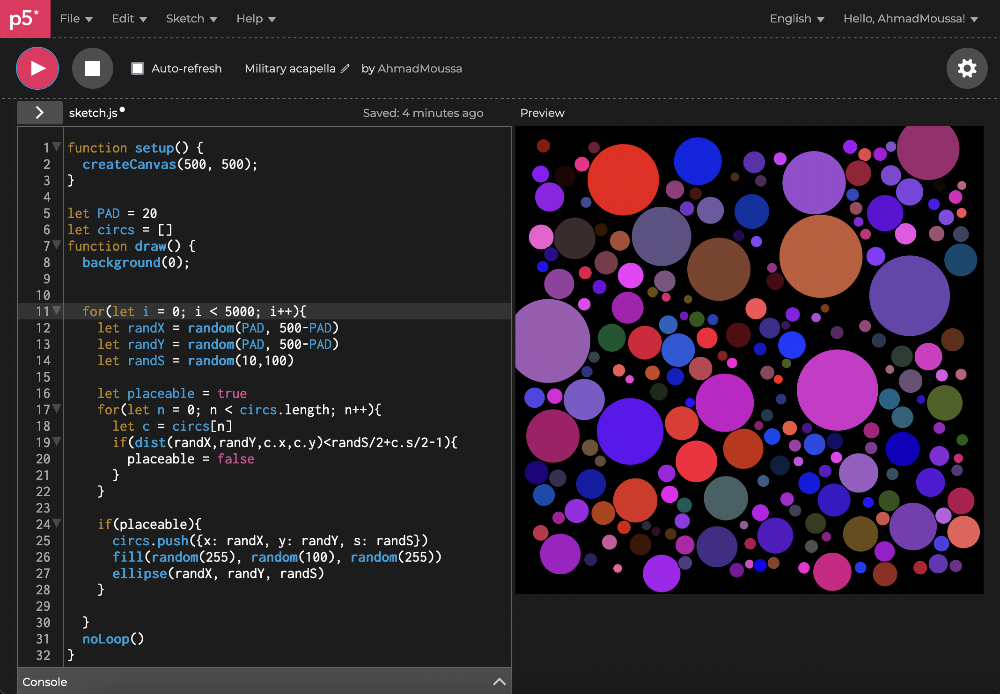 p5* File Edit Sketch Help English Hello, AhmadMoussa!
Auto-refresh Military acapella by AhmadMoussa
sketch.js Saved: 4 minutes ago Preview
1 function setup() {
2   createCanvas(500, 500);
3 }
4
5 let PAD = 20
6 let circs = []
7 function draw() {
8   background(0);
9
10
11   for(let i = 0; i < 5000; i++){
12     let randX = random(PAD, 500-PAD)
13     let randY = random(PAD, 500-PAD)
14     let randS = random(10,100)
15
16     let placeable = true
17     for(let n = 0; n < circs.length; n++){
18       let c = circs[n]
19       if(dist(randX,randY,c.x,c.y)<randS/2+c.s/2-1){
20         placeable = false
21       }
22     }
23
24     if(placeable){
25       circs.push({x: randX, y: randY, s: randS})
26       fill(random(255), random(100), random(255))
27       ellipse(randX, randY, randS)
28     }
29
30   }
31   noLoop()
32 }
Console